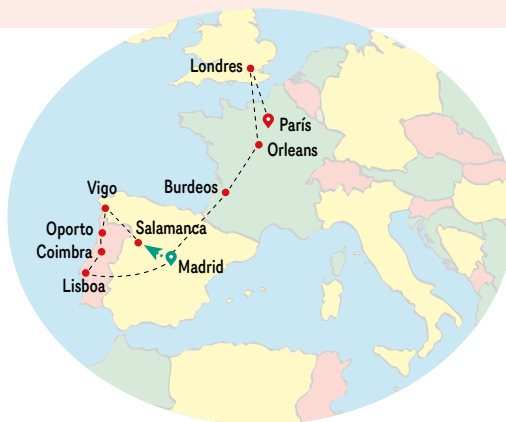 Londres
París
Orleans
Burdeos
Vigo
Salamanca
Oporto
Coimbra
Madrid
Lisboa